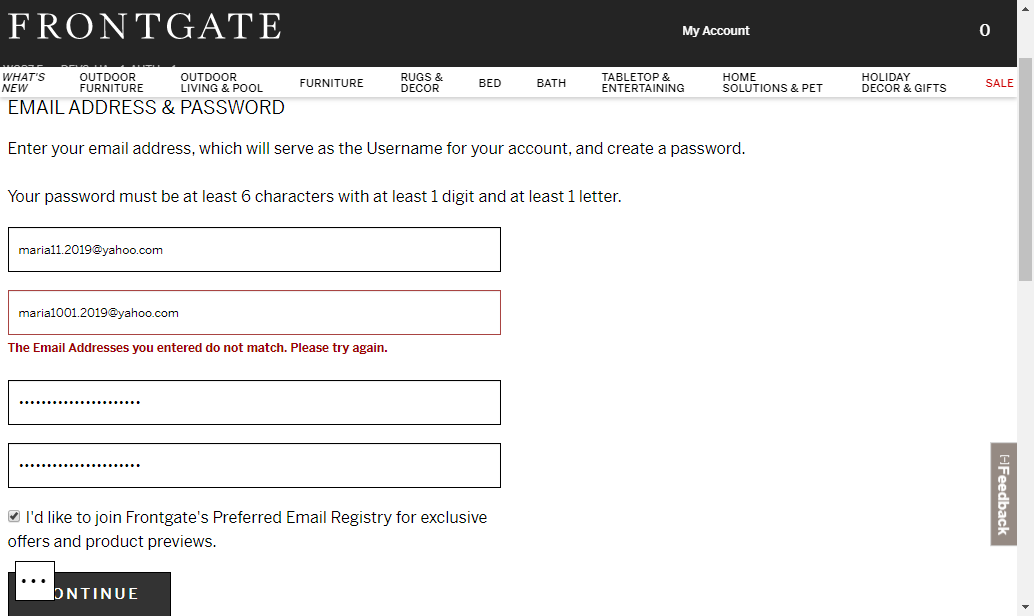 FRONTGATE
My Account
0
WHAT'S NEW
OUTDOOR FURNITURE
OUTDOOR LIVING & POOL
FURNITURE
RUGS & DECOR
BED
BATH
TABLETOP & ENTERTAINING
HOME SOLUTIONS & PET
HOLIDAY DECOR & GIFTS
SALE
EMAIL ADDRESS & PASSWORD
Enter your email address, which will serve as the Username for your account, and create a password.
Your password must be at least 6 characters with at least 1 digit and at least 1 letter.
maria11.2019@yahoo.com
maria1001.2019@yahoo.com
The Email Addresses you entered do not match. Please try again.
I'd like to join Frontgate's Preferred Email Registry for exclusive
offers and product previews.
[-]Feedback
ONTINUE